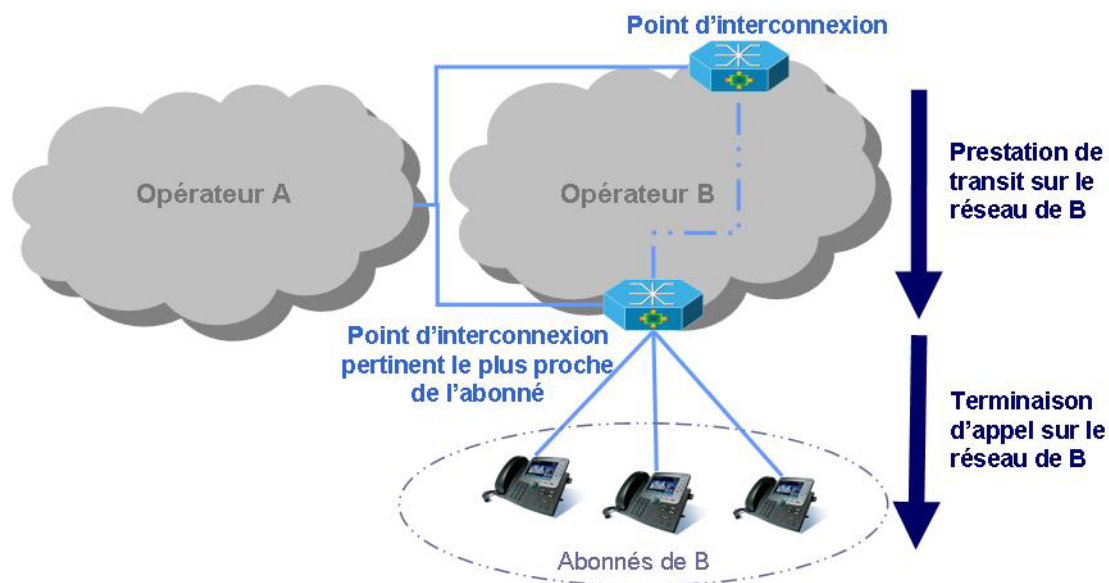 Point d’interconnexion
Opérateur A
Opérateur B
Prestation de
transit sur le
réseau de B
Point d’interconnexion
pertinent le plus proche
de l’abonné
Terminaison
d’appel sur le
réseau de B
Abonnés de B